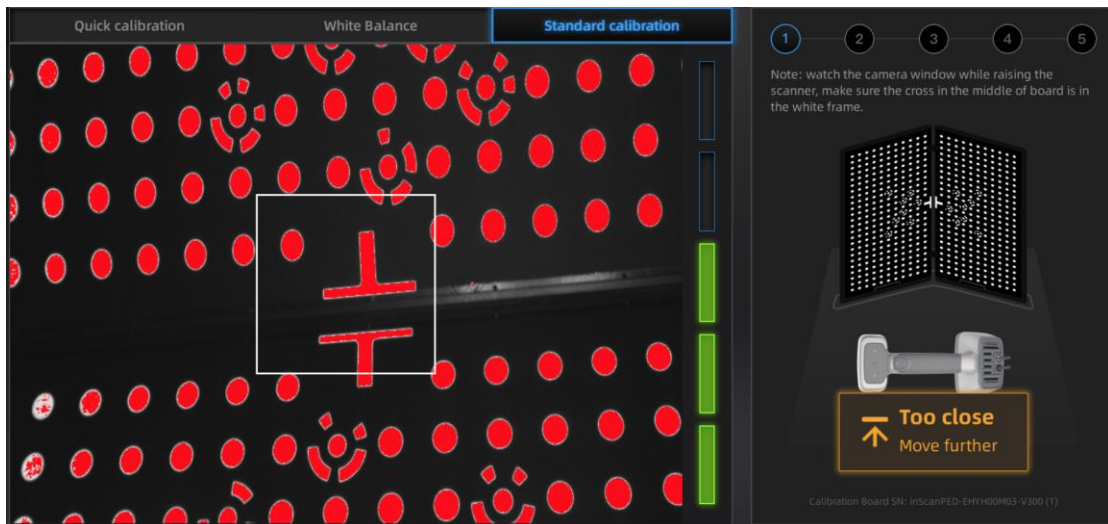 Quick calibration
White Balance
Standard calibration
1
2
3
4
5
Note: watch the camera window while raising the
scanner, make sure the cross in the middle of board is in
the white frame.
Too close
Move further
Calibration Board SN: inScanPED-EHYH00M03-V300 (1)